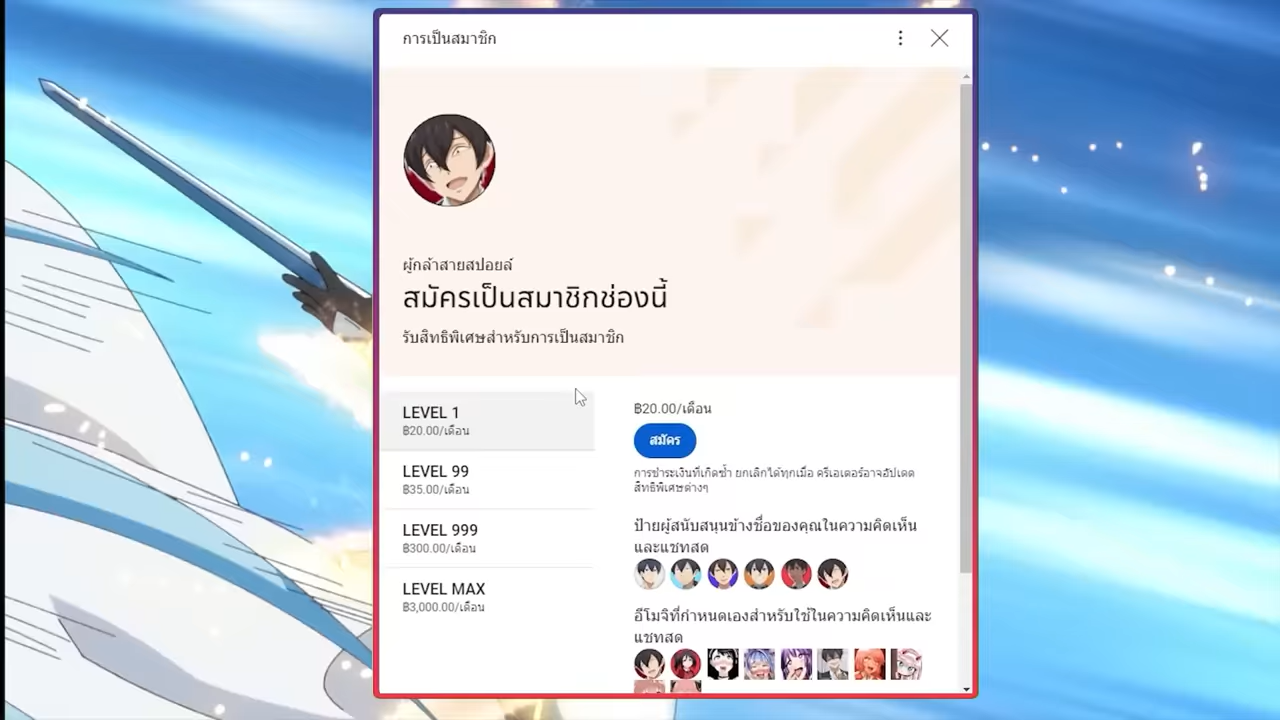 การเป็นสมาชิก
ผู้กล้าสายสปอยล์
สมัครเป็นสมาชิกช่องนี้
รับสิทธิพิเศษสำหรับการเป็นสมาชิก
LEVEL 1
฿20.00/เดือน
LEVEL 99
฿35.00/เดือน
LEVEL 999
฿300.00/เดือน
LEVEL MAX
฿3,000.00/เดือน
฿20.00/เดือน
สมัคร
การชำระเงินที่เกิดซ้ำ ยกเลิกได้ทุกเมื่อ ครีเอเตอร์อาจอัปเดต
สิทธิพิเศษต่างๆ
ป้ายผู้สนับสนุนข้างชื่อของคุณในความคิดเห็น
และแชทสด
อีโมจิที่กำหนดเองสำหรับใช้ในความคิดเห็นและ
แชทสด